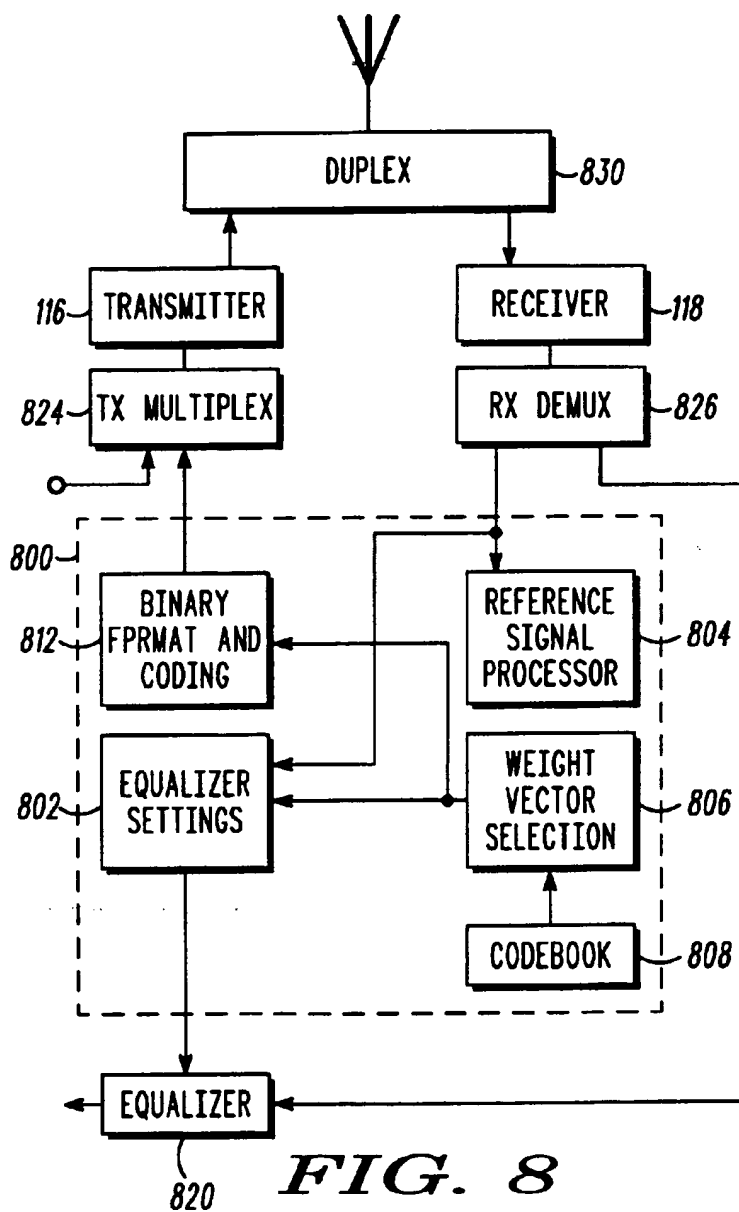 DUPLEX
830
116
TRANSMITTER
RECEIVER
118
824
TX MULTIPLEX
RX DEMUX
826
800
812
BINARY
FPRMAT AND
CODING
REFERENCE
SIGNAL
PROCESSOR
804
802
EQUALIZER
SETTINGS
WEIGHT
VECTOR
SELECTION
806
CODEBOOK
808
EQUALIZER
820
FIG. 8